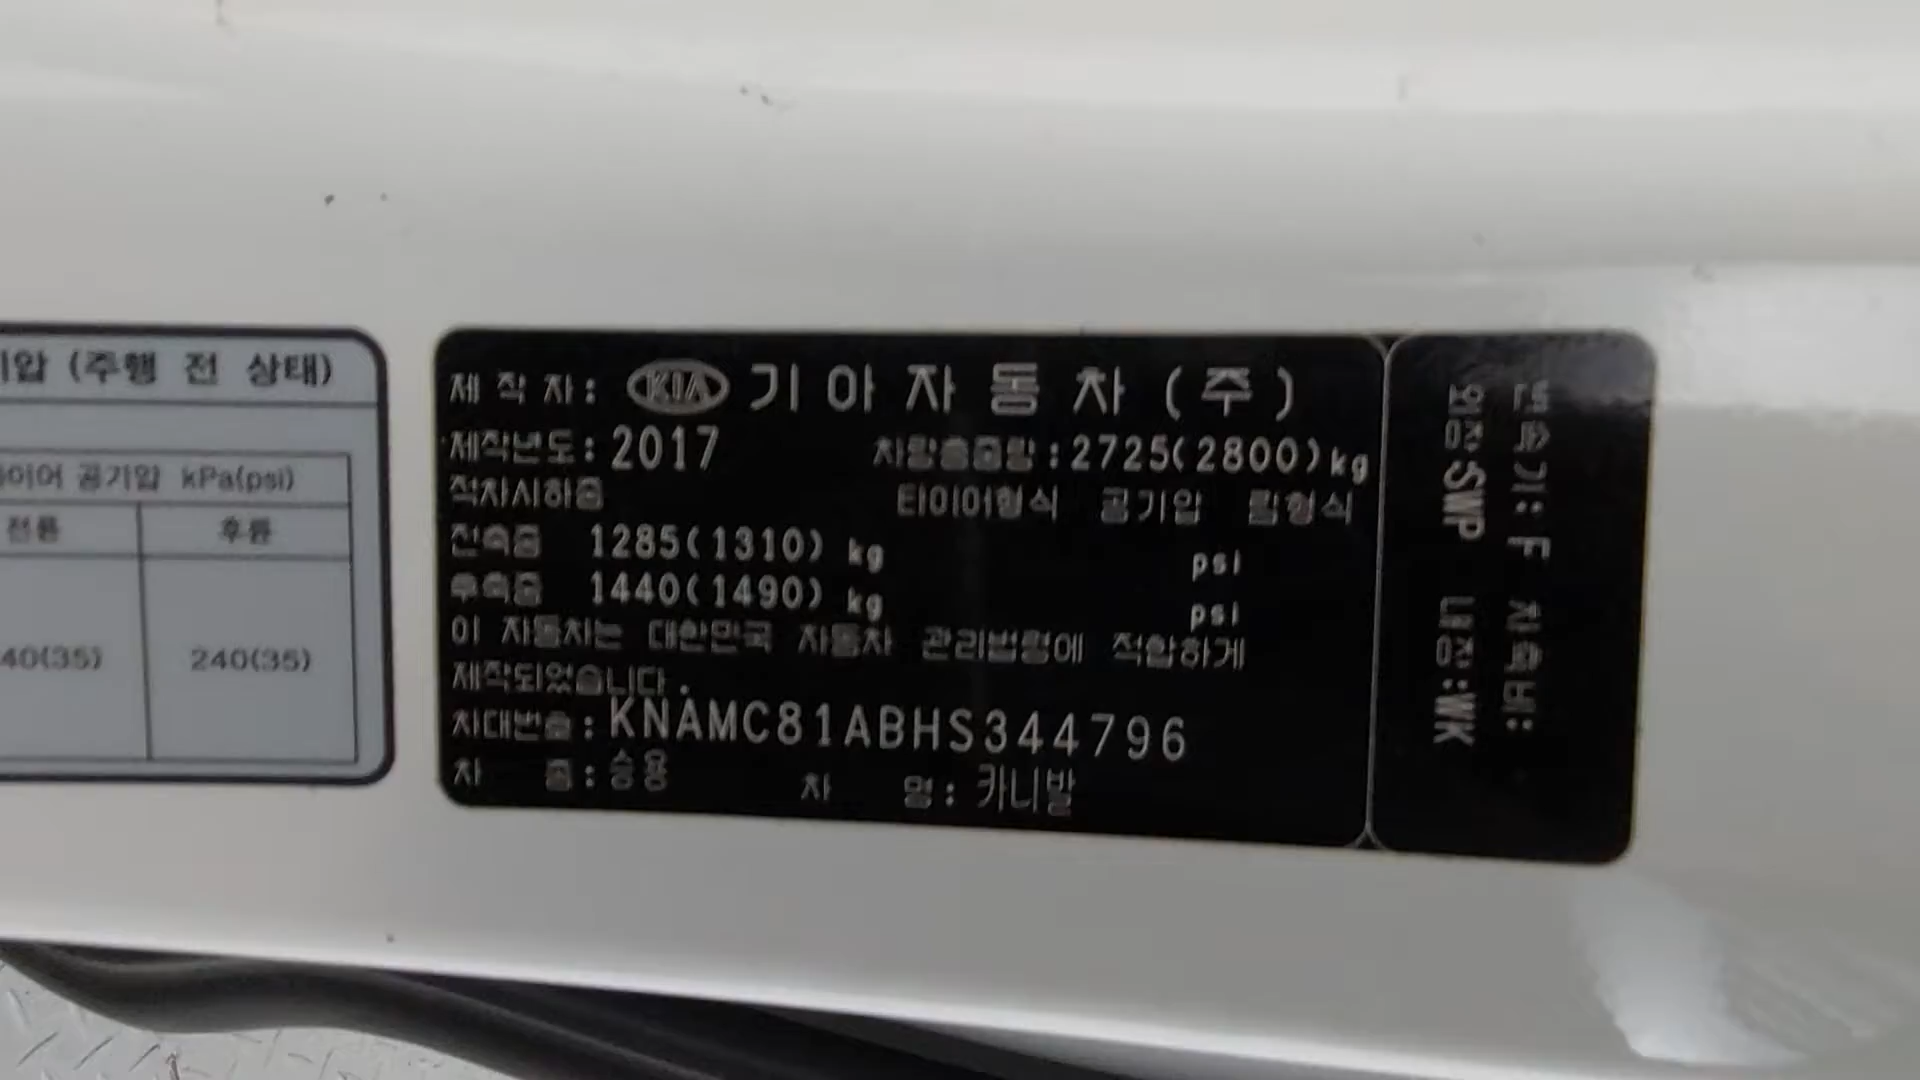 기압 (주행 전 상태)
이어 공기압 kPa(psi)
전륜 후륜
40(35) 240(35)
제 작 자: KIA 기아자동차(주)
제작년도: 2017 차량총중량:2725(2800)kg
적차시하중 타이어형식 공기압 림형식
전축중 1285(1310) kg psi
후축중 1440(1490) kg psi
이 자동차는 대한민국 자동차 관리법령에 적합하게
제작되었습니다.
차대번호: KNAMC81ABHS344796
차 종: 승용 차 명: 카니발
변속기: F 차축비:
외장:SWP 내장:WK